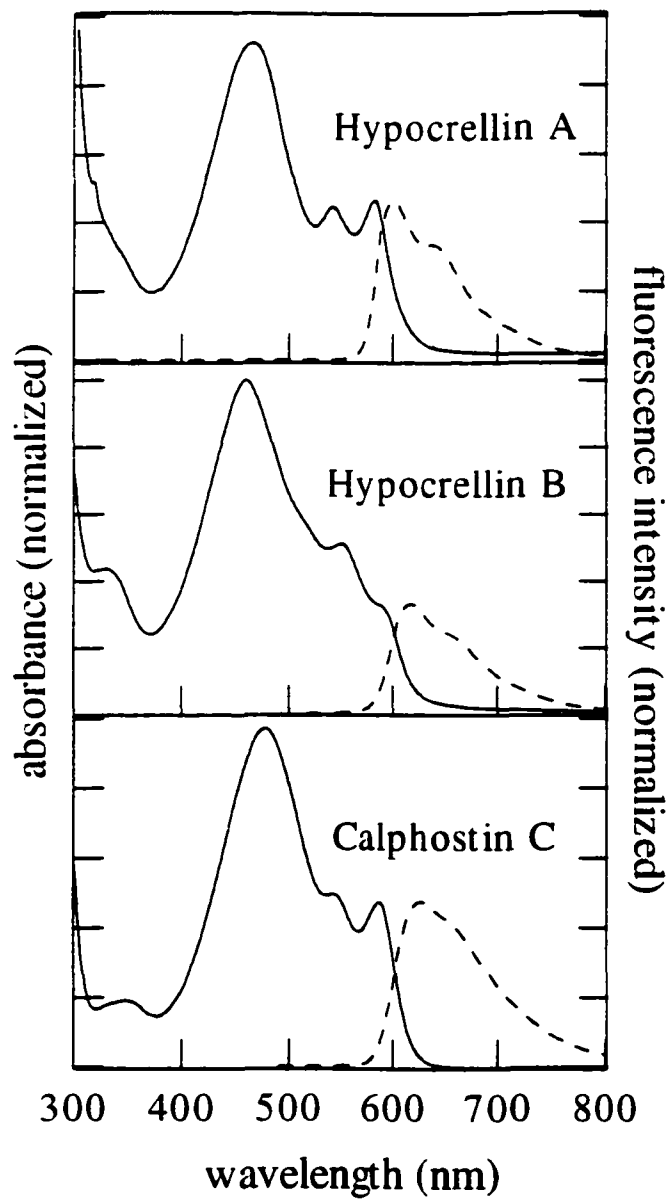 Hypocrellin A
Hypocrellin B
Calphostin C
absorbance (normalized)
fluorescence intensity (normalized)
300 400 500 600 700 800
wavelength (nm)